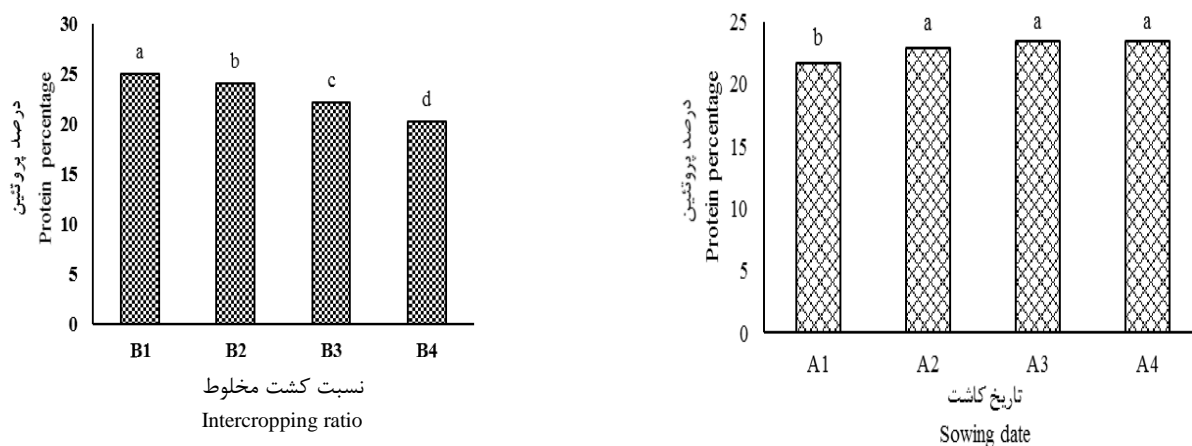 30
25
20
15
10
5
0
a
b
c
d
درصد پروتئین
Protein percentage
B1 B2 B3 B4
نسبت کشت مخلوط
Intercropping ratio
25
20
15
10
5
0
b
a
a
a
درصد پروتئین
Protein percentage
A1 A2 A3 A4
تاریخ کاشت
Sowing date